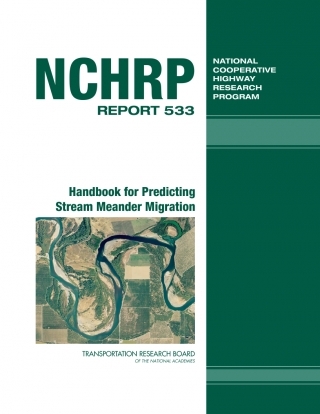 NCHRP
REPORT 533
NATIONAL
COOPERATIVE
HIGHWAY
RESEARCH
PROGRAM
Handbook for Predicting
Stream Meander Migration
TRANSPORTATION RESEARCH BOARD
OF THE NATIONAL ACADEMIES